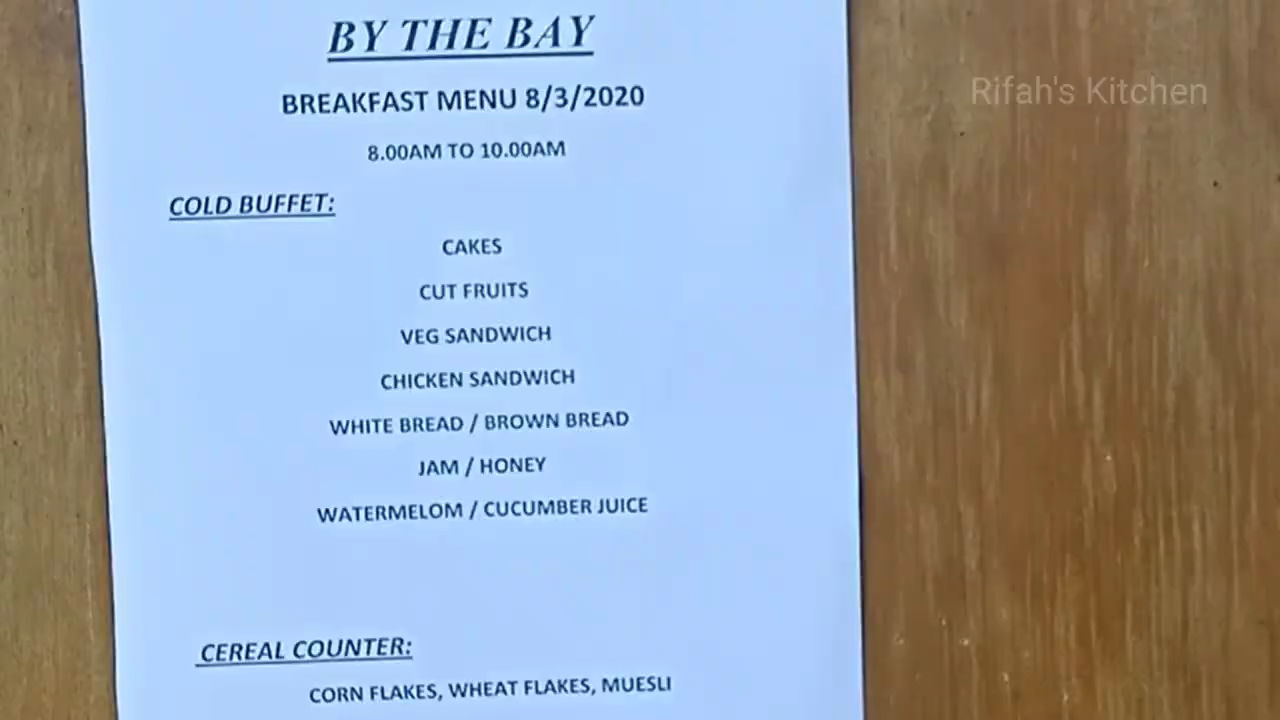 BY THE BAY
BREAKFAST MENU 8/3/2020
Rifah's Kitchen
8.00AM TO 10.00AM
COLD BUFFET:
CAKES
CUT FRUITS
VEG SANDWICH
CHICKEN SANDWICH
WHITE BREAD / BROWN BREAD
JAM / HONEY
WATERMELOM / CUCUMBER JUICE
CEREAL COUNTER:
CORN FLAKES, WHEAT FLAKES, MUESLI